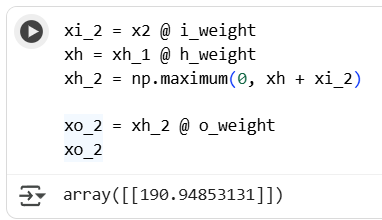 xi_2 = x2 @ i_weight
xh = xh_1 @ h_weight
xh_2 = np.maximum(0, xh + xi_2)
xo_2 = xh_2 @ o_weight
xo_2
array([[190.94853131]])